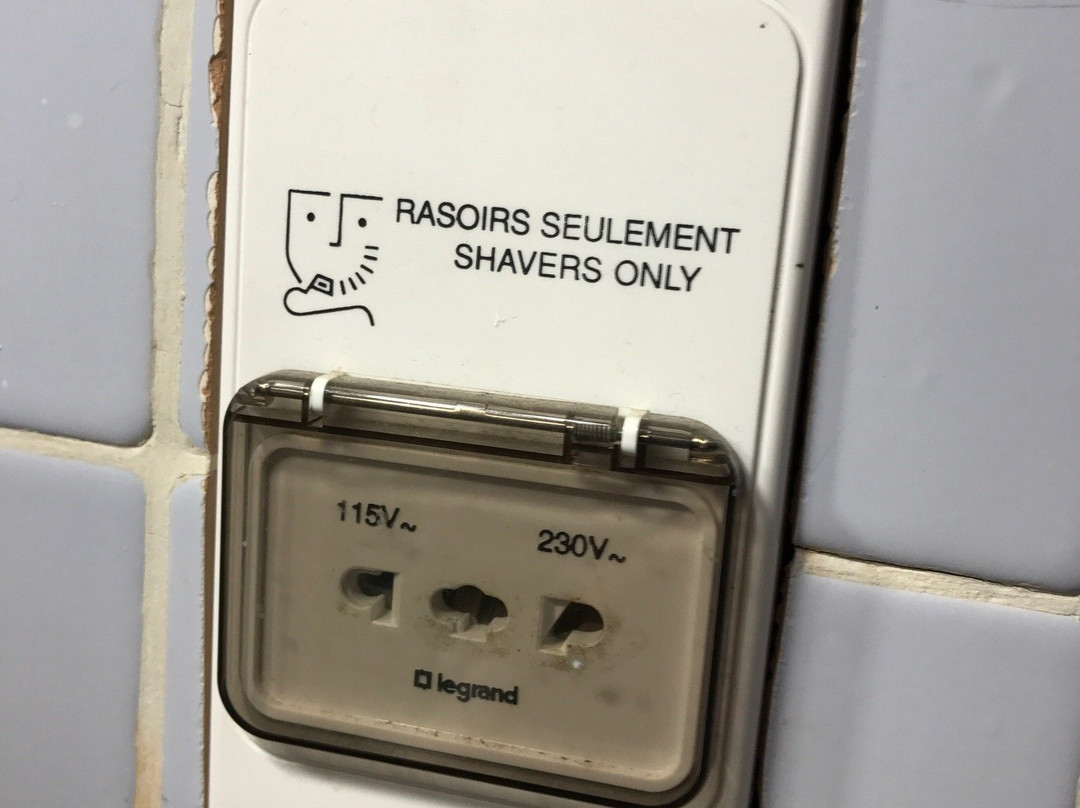 RASOIRS SEULEMENT
SHAVERS ONLY
115V~
230V~
legrand